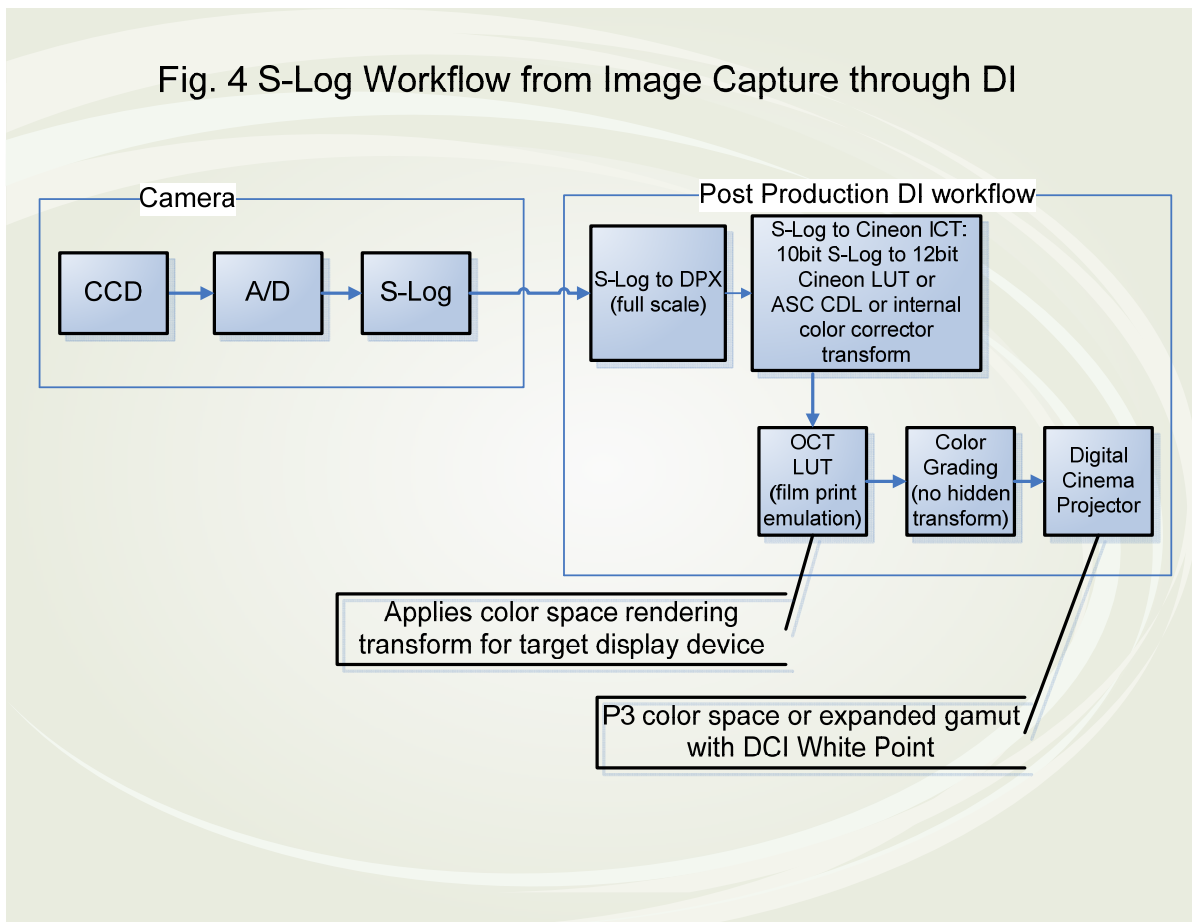 Fig. 4 S-Log Workflow from Image Capture through DI
Camera
CCD
A/D
S-Log
Post Production DI workflow
S-Log to DPX
(full scale)
S-Log to Cineon ICT:
10bit S-Log to 12bit
Cineon LUT or
ASC CDL or internal
color corrector
transform
OCT
LUT
(film print
emulation)
Color
Grading
(no hidden
transform)
Digital
Cinema
Projector
Applies color space rendering
transform for target display device
P3 color space or expanded gamut
with DCI White Point